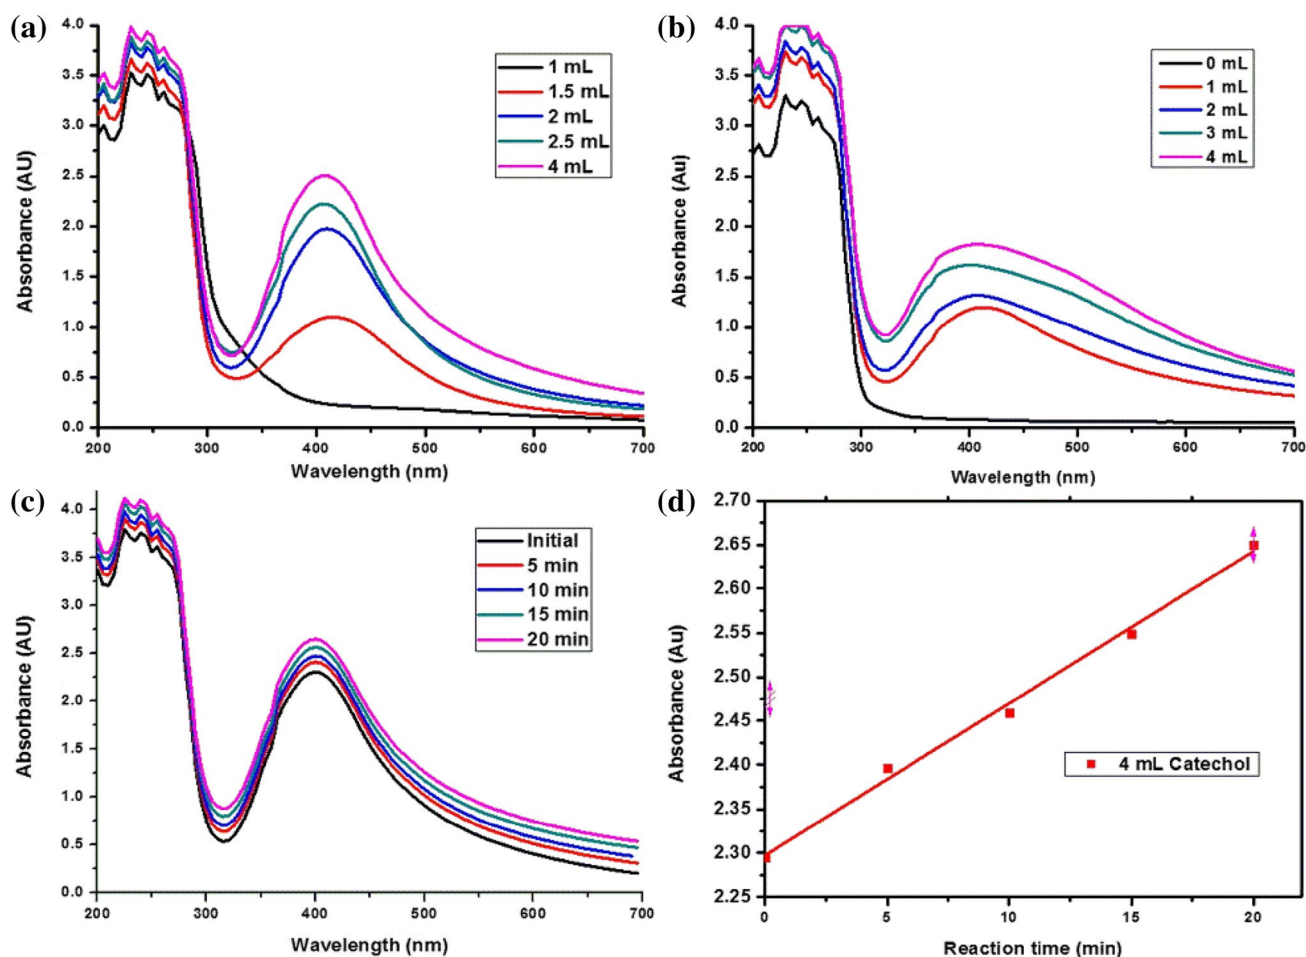 (a)
4.0
3.5
3.0
2.5
2.0
1.5
1.0
0.5
0.0
Absorbance (AU)
1 mL
1.5 mL
2 mL
2.5 mL
4 mL
200 300 400 500 600 700
Wavelength (nm)
(b)
4.0
3.5
3.0
2.5
2.0
1.5
1.0
0.5
0.0
Absorbance (Au)
0 mL
1 mL
2 mL
3 mL
4 mL
200 300 400 500 600 700
Wavelength (nm)
(c)
4.0
3.5
3.0
2.5
2.0
1.5
1.0
0.5
0.0
Absorbance (AU)
Initial
5 min
10 min
15 min
20 min
200 300 400 500 600 700
Wavelength (nm)
(d)
2.70
2.65
2.60
2.55
2.50
2.45
2.40
2.35
2.30
2.25
Absorbance (Au)
4 mL Catechol
0 5 10 15 20
Reaction time (min)